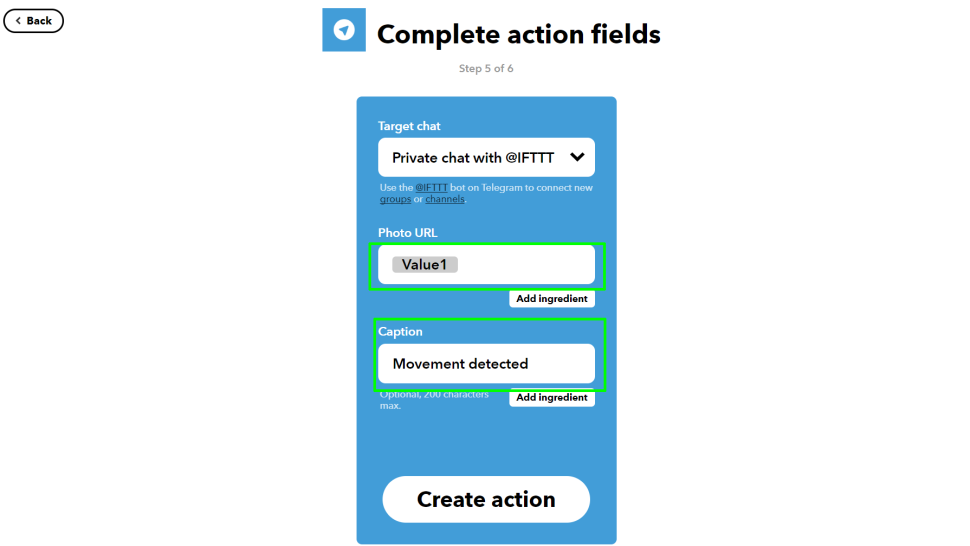 Back
Complete action fields
Step 5 of 6
Target chat
Private chat with @IFTTT
Use the @IFTTT bot on Telegram to connect new
groups or channels.
Photo URL
Value1
Add ingredient
Caption
Movement detected
Optional, 200 characters
max.
Add ingredient
Create action